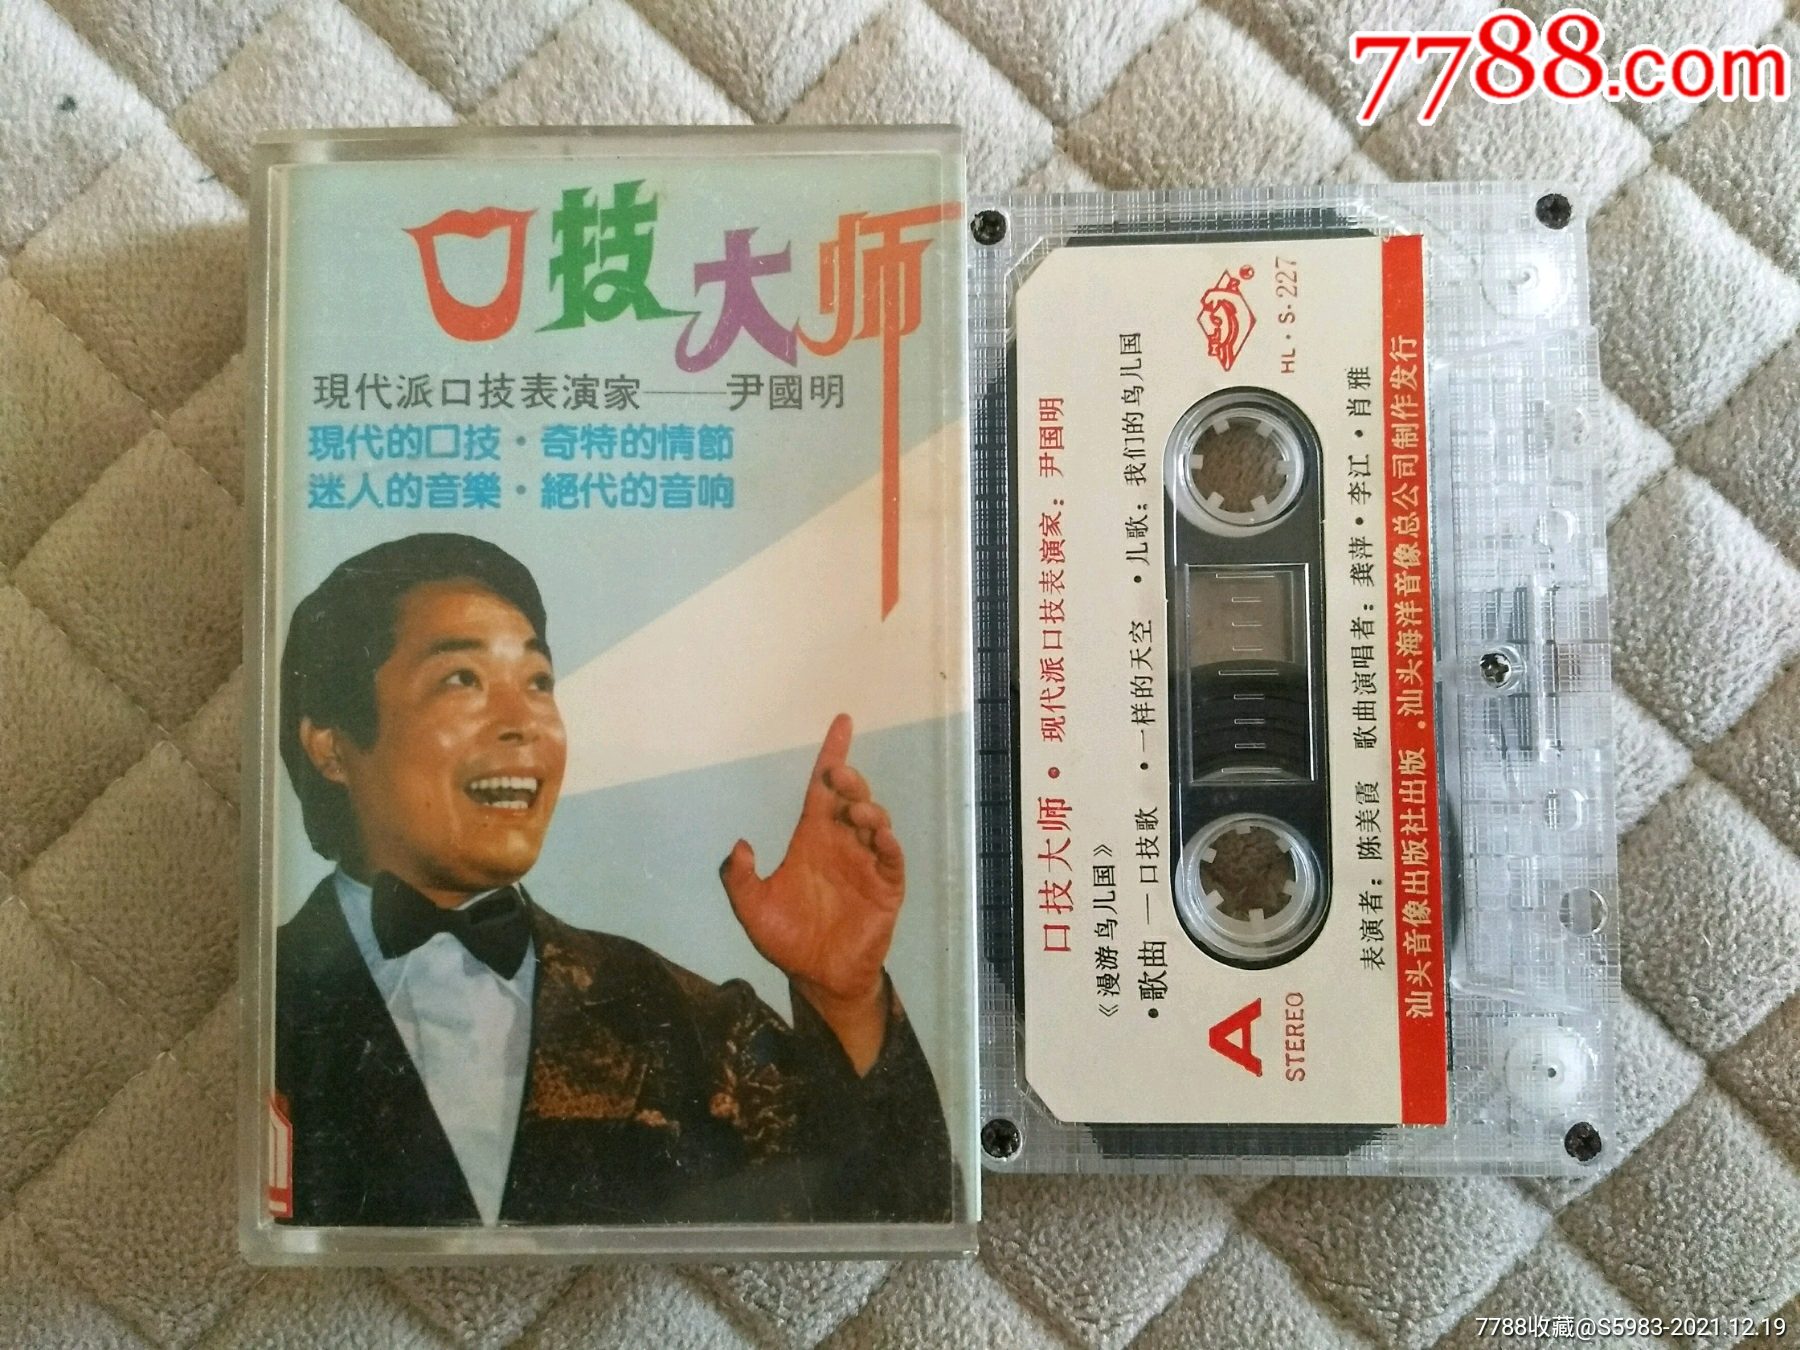 7788.com
口技大师
現代派口技表演家——尹國明
現代的口技·奇特的情節
迷人的音樂·絕代的音响
口技大师·现代派口技表演家：尹国明
《漫游鸟儿国》
·歌曲—口技歌 ·一样的天空 ·儿歌：我们的鸟儿国
A
STEREO
R
HL·S·227
表演者：陈美霞 歌曲演唱者：龚萍·李江·肖雅
汕头音像出版社出版·汕头海洋音像总公司制作发行
7788收藏@S5983-2021.12.19